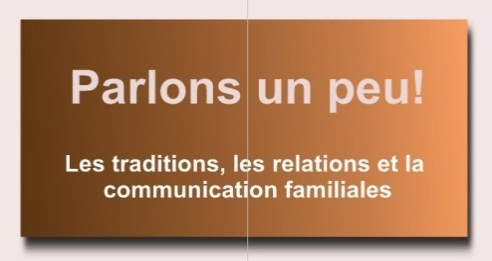 Parlons un peu!
Les traditions, les relations et la
communication familiales